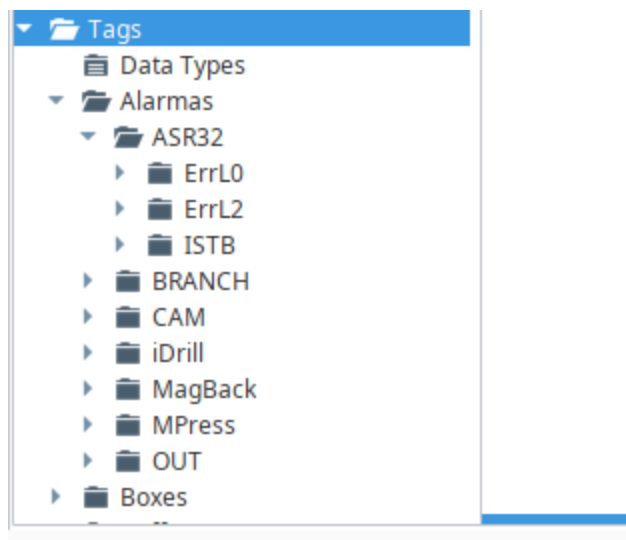 Tags
Data Types
Alarmas
ASR32
ErrL0
ErrL2
ISTB
BRANCH
CAM
iDrill
MagBack
MPress
OUT
Boxes